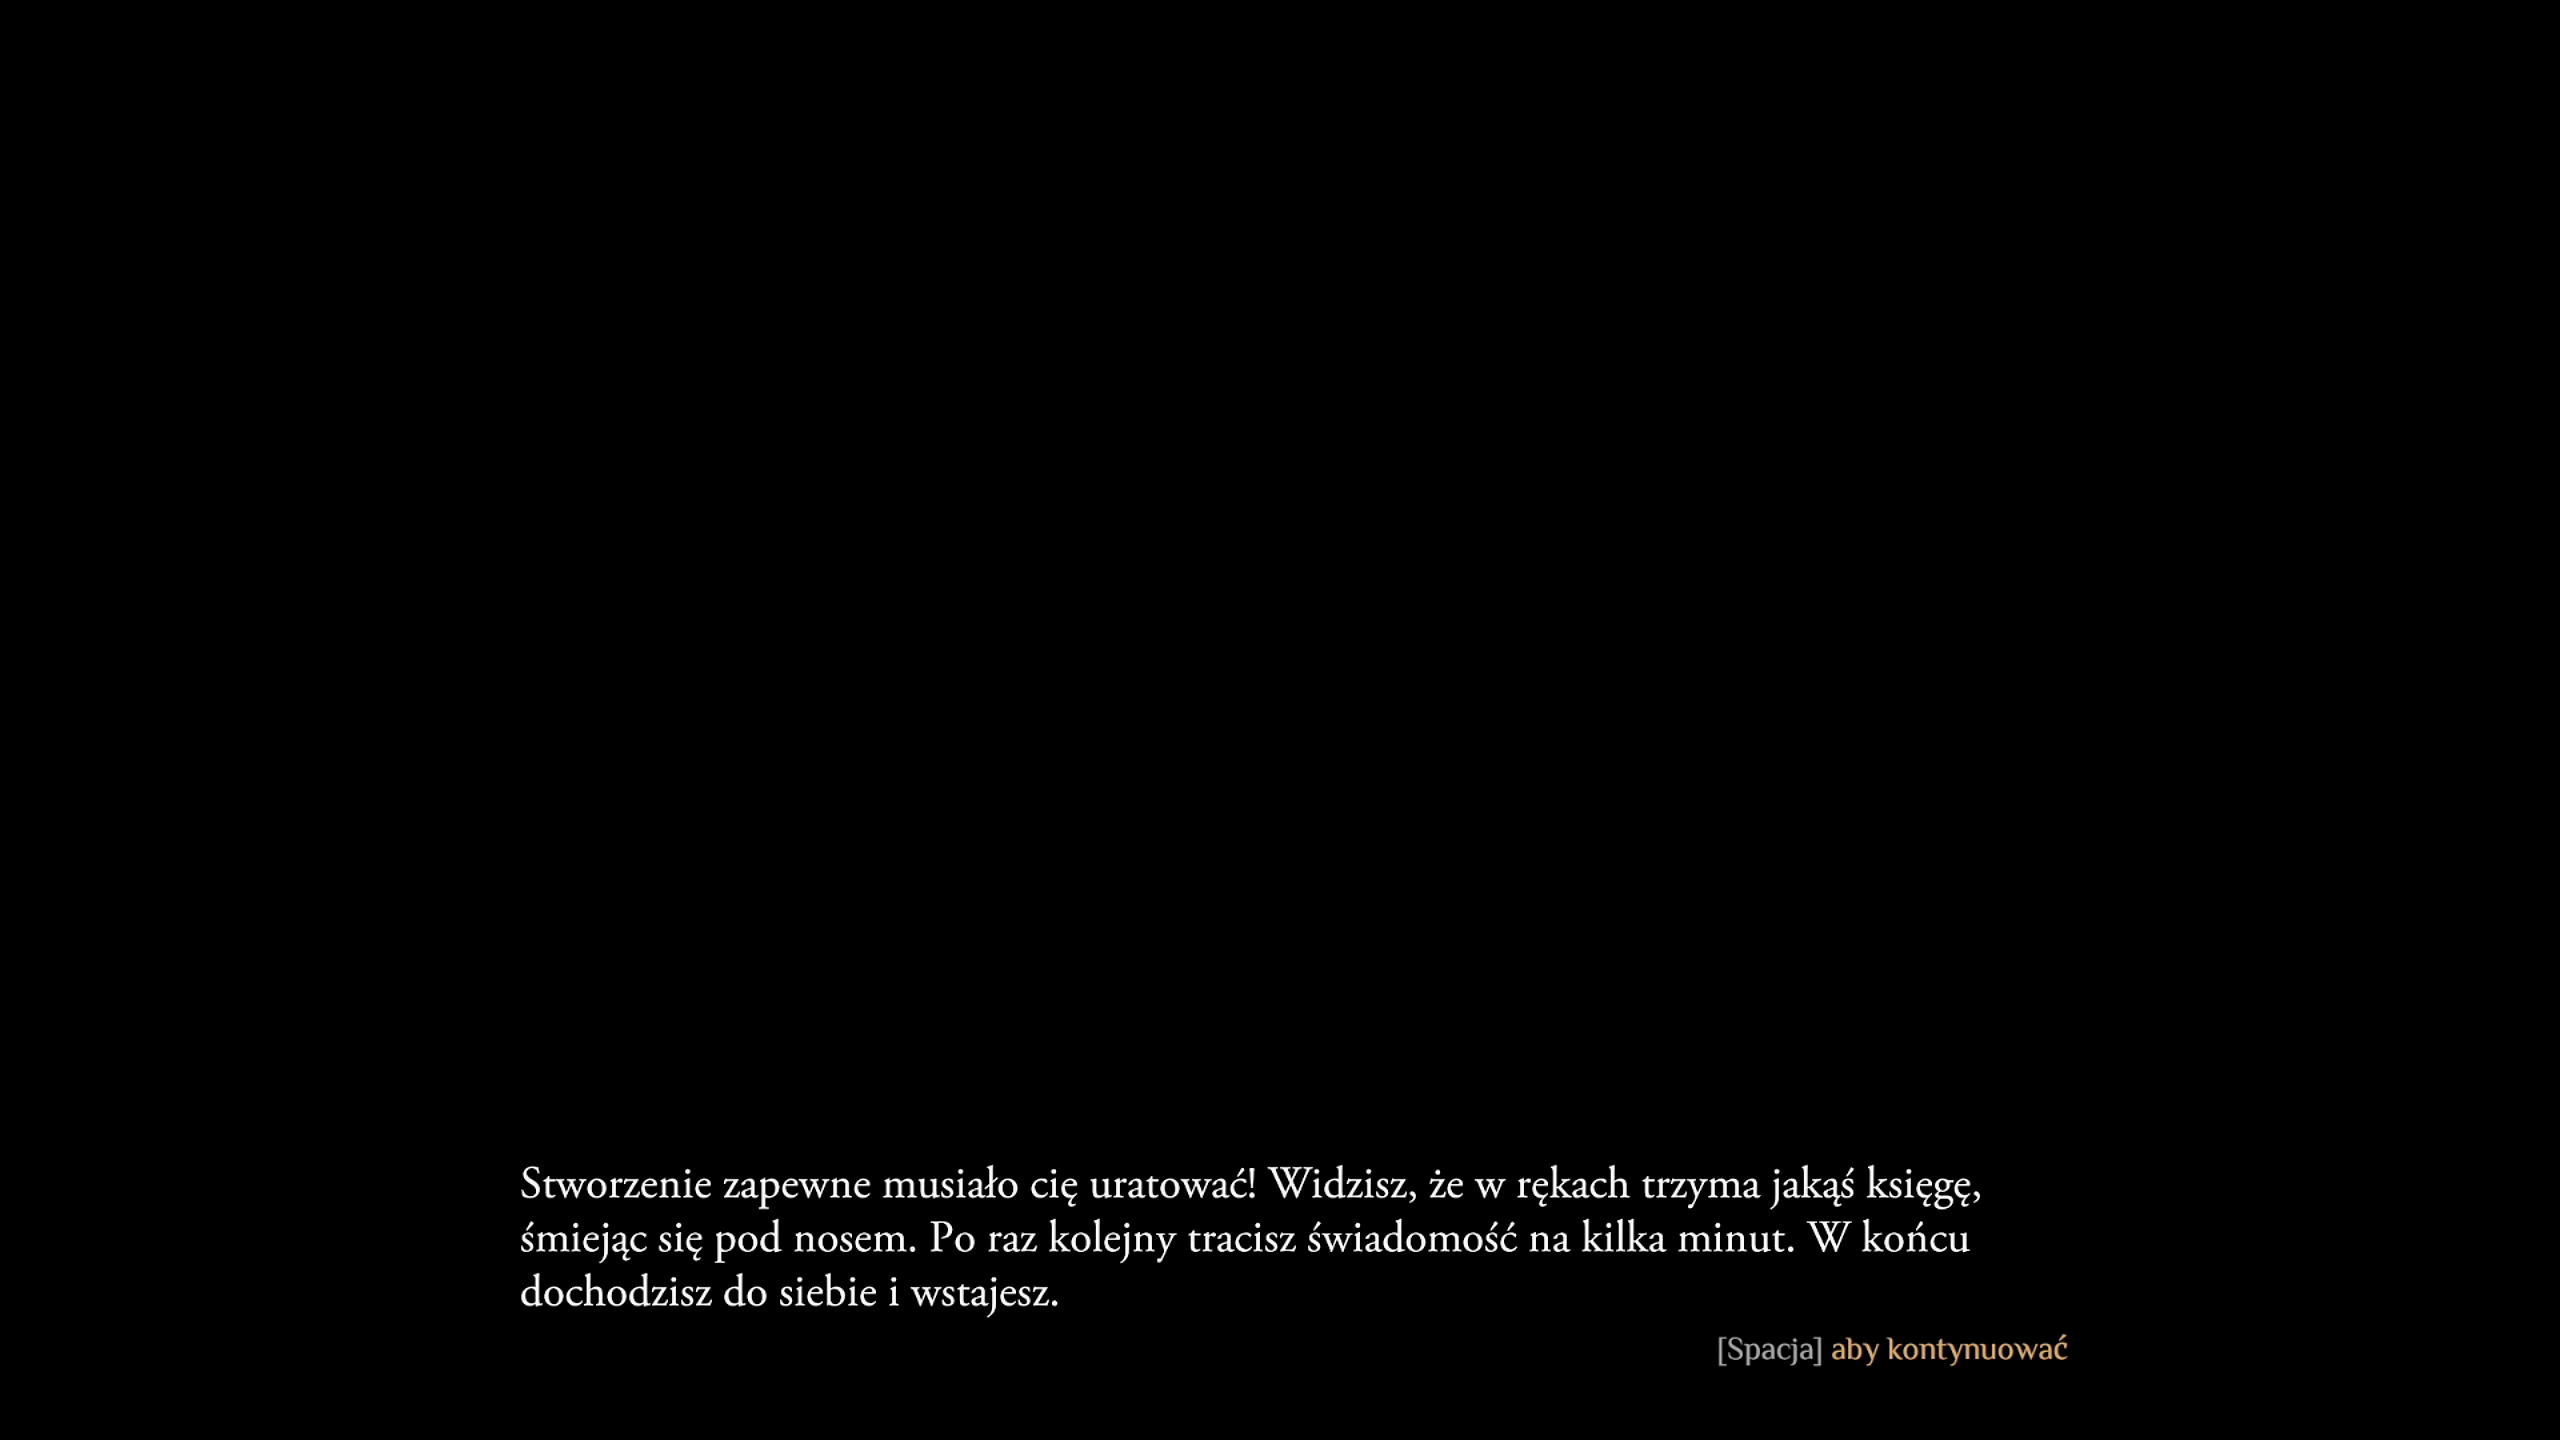 Stworzenie zapewne musiało cię uratować! Widzisz, że w rękach trzyma jakąś księgę,
śmiejąc się pod nosem. Po raz kolejny tracisz świadomość na kilka minut. W końcu
dochodzisz do siebie i wstajesz.
[Spacja] aby kontynuować